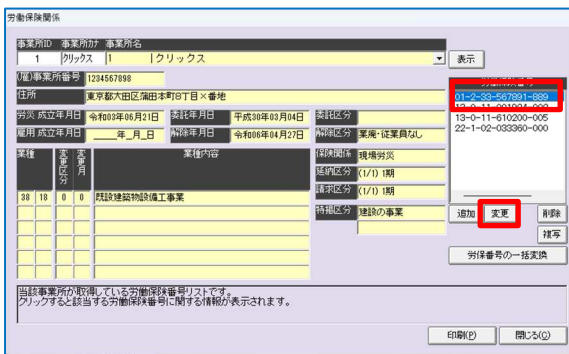 労働保険関係
事業所ID 事業所カナ 事業所名
1 クリックス 1 |クリックス
表示
(雇)事業所番号 1234567898
住所 東京都大田区蒲田本町8丁目×番地
01-2-33-567891-889
13-0-11-610200-005
22-1-02-033360-000
労災 成立年月日 令和03年06月21日 委託年月日 平成30年03月04日 委託区分
雇用 成立年月日 __年_月_日 解除年月日 令和06年04月27日 解除区分 業廃・従業員なし
業種 変更区分 変更月 業種内容
保険関係 現場労災
延納区分 (1/1) 1期
請求区分 (1/1) 1期
38 18 0 0 既設建築物設備工事業
特掲区分 建設の事業
追加 変更 削除
複写
労保番号の一括変換
当該事業所が取得している労働保険番号リストです。
クリックすると該当する労働保険番号に関する情報が表示されます。
印刷(P) 閉じる(C)